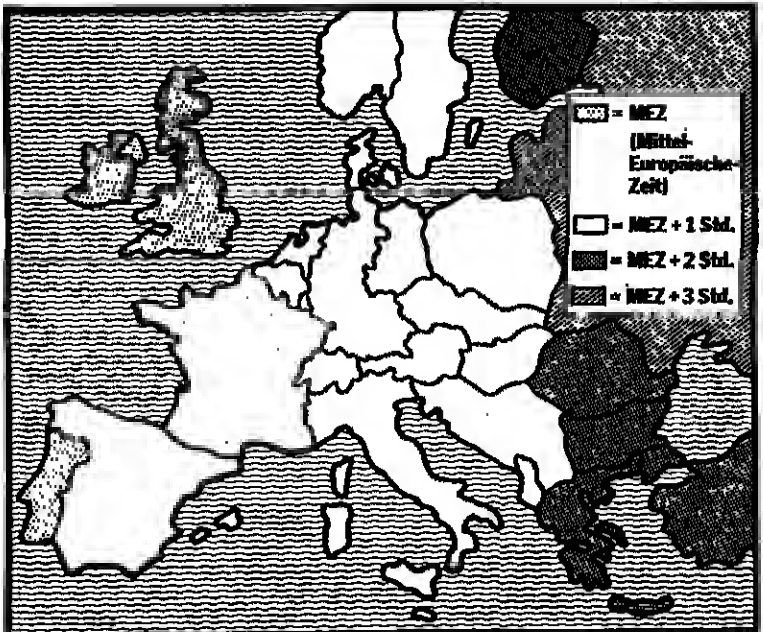 = MEZ
(Mittel-
Europäische-
Zeit)
= MEZ + 1 Std.
= MEZ + 2 Std.
= MEZ + 3 Std.